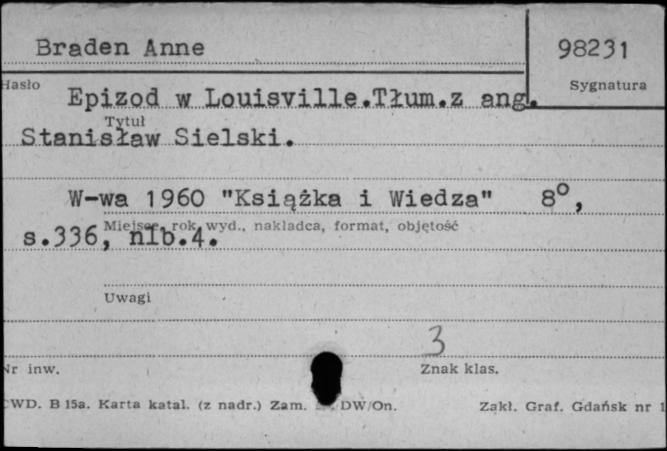 Braden Anne
98231
Hasło
Sygnatura
Epizod w Louisville.Tłum.z ang.
Tytuł
Stanisław Sielski.
W-wa 1960 "Książka i Wiedza" 8°,
Miejsce, rok wyd., nakładca, format, objętość
s.336, nlb.4.
Uwagi
3
Nr inw.
Znak klas.
CWD. B 15a. Karta katal. (z nadr.) Zam. DW/On.
Zakł. Graf. Gdańsk nr 1